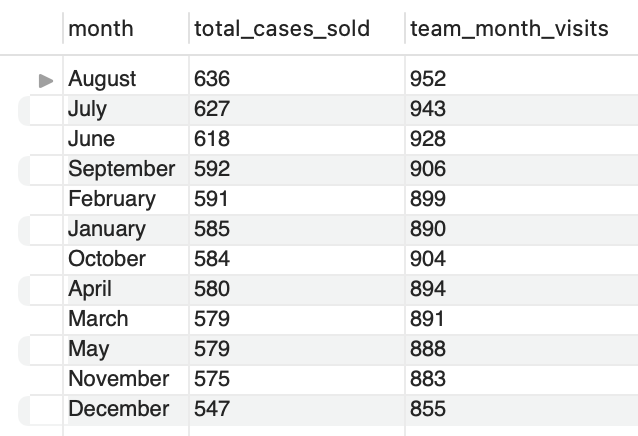 month total_cases_sold team_month_visits
August 636 952
July 627 943
June 618 928
September 592 906
February 591 899
January 585 890
October 584 904
April 580 894
March 579 891
May 579 888
November 575 883
December 547 855